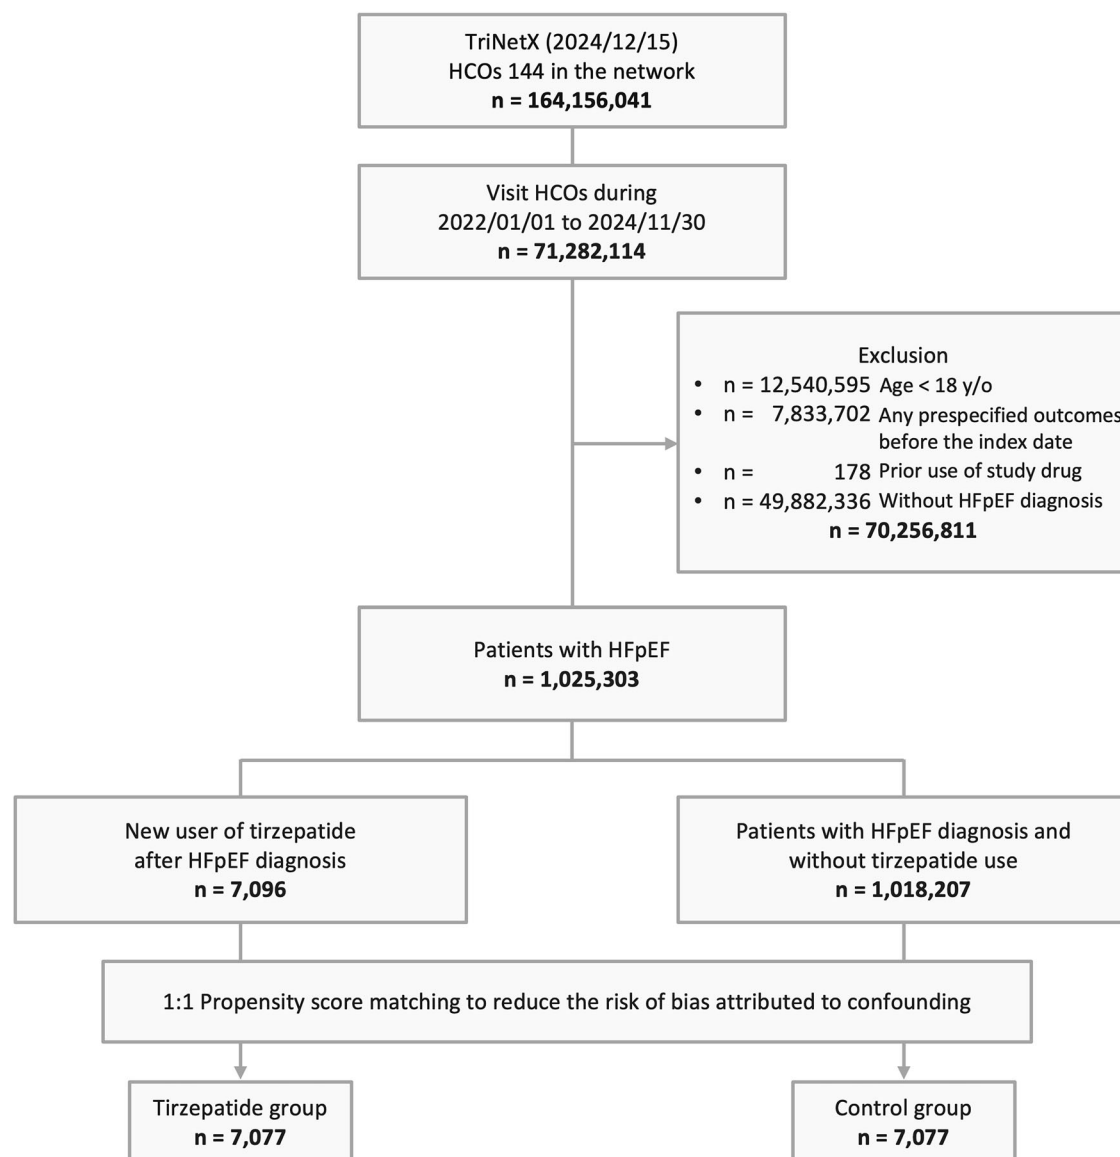 TriNetX (2024/12/15)
HCOs 144 in the network
n = 164,156,041
Visit HCOs during
2022/01/01 to 2024/11/30
n = 71,282,114
Exclusion
• n = 12,540,595 Age < 18 y/o
• n = 7,833,702 Any prespecified outcomes
before the index date
• n = 178 Prior use of study drug
• n = 49,882,336 Without HFpEF diagnosis
n = 70,256,811
Patients with HFpEF
n = 1,025,303
New user of tirzepatide
after HFpEF diagnosis
n = 7,096
Patients with HFpEF diagnosis and
without tirzepatide use
n = 1,018,207
1:1 Propensity score matching to reduce the risk of bias attributed to confounding
Tirzepatide group
n = 7,077
Control group
n = 7,077